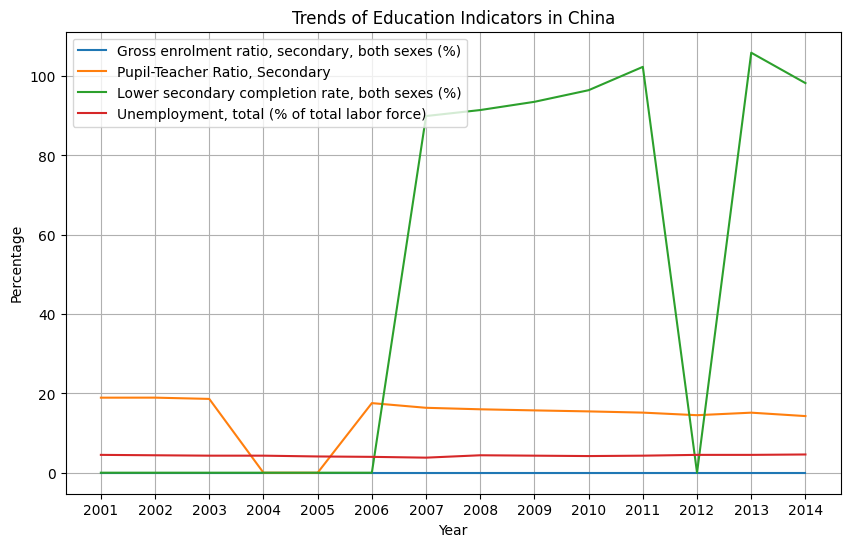 Trends of Education Indicators in China
Gross enrolment ratio, secondary, both sexes (%)
Pupil-Teacher Ratio, Secondary
Lower secondary completion rate, both sexes (%)
Unemployment, total (% of total labor force)
Percentage
100
80
60
40
20
0
2001 2002 2003 2004 2005 2006 2007 2008 2009 2010 2011 2012 2013 2014
Year